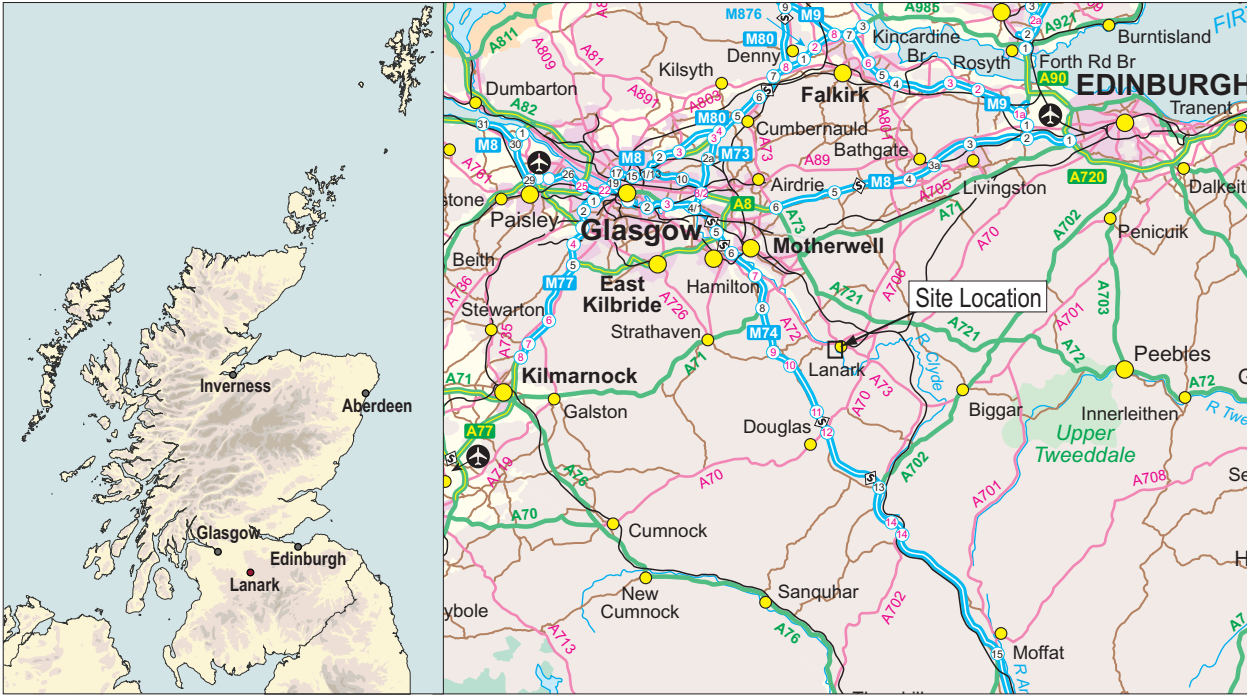 Inverness
Aberdeen
Glasgow
Edinburgh
Lanark
A811
A809
A81
M876
M9
A985
A921
Burntisland
Kincardine
Br
Rosyth
Forth Rd Br
Denny
M80
Kilsyth
A891
A803
Falkirk
A90
EDINBURGH
Tranent
Dumbarton
A82
M80
Cumbernauld
A801
M9
M8
A761
M8
M73
A73
A89
Bathgate
Airdrie
M8
A705
Livingston
A71
A720
Dalkeit
stone
Paisley
A8
A73
A702
A70
Penicuik
Glasgow
Motherwell
Beith
M77
East
Kilbride
Hamilton
A726
A721
A706
A703
A736
Stewarton
A735
Strathaven
A72
M74
Site Location
A721
A701
A72
Peebles
Lanark
R Clyde
A71
Kilmarnock
A71
A73
A70
Biggar
Innerleithen
A72
R Twe
Galston
Douglas
Upper
Tweeddale
A77
A719
A76
A70
A702
A701
A708
Se
A70
Cumnock
New
Cumnock
Sanquhar
ybole
A713
A76
A702
Moffat